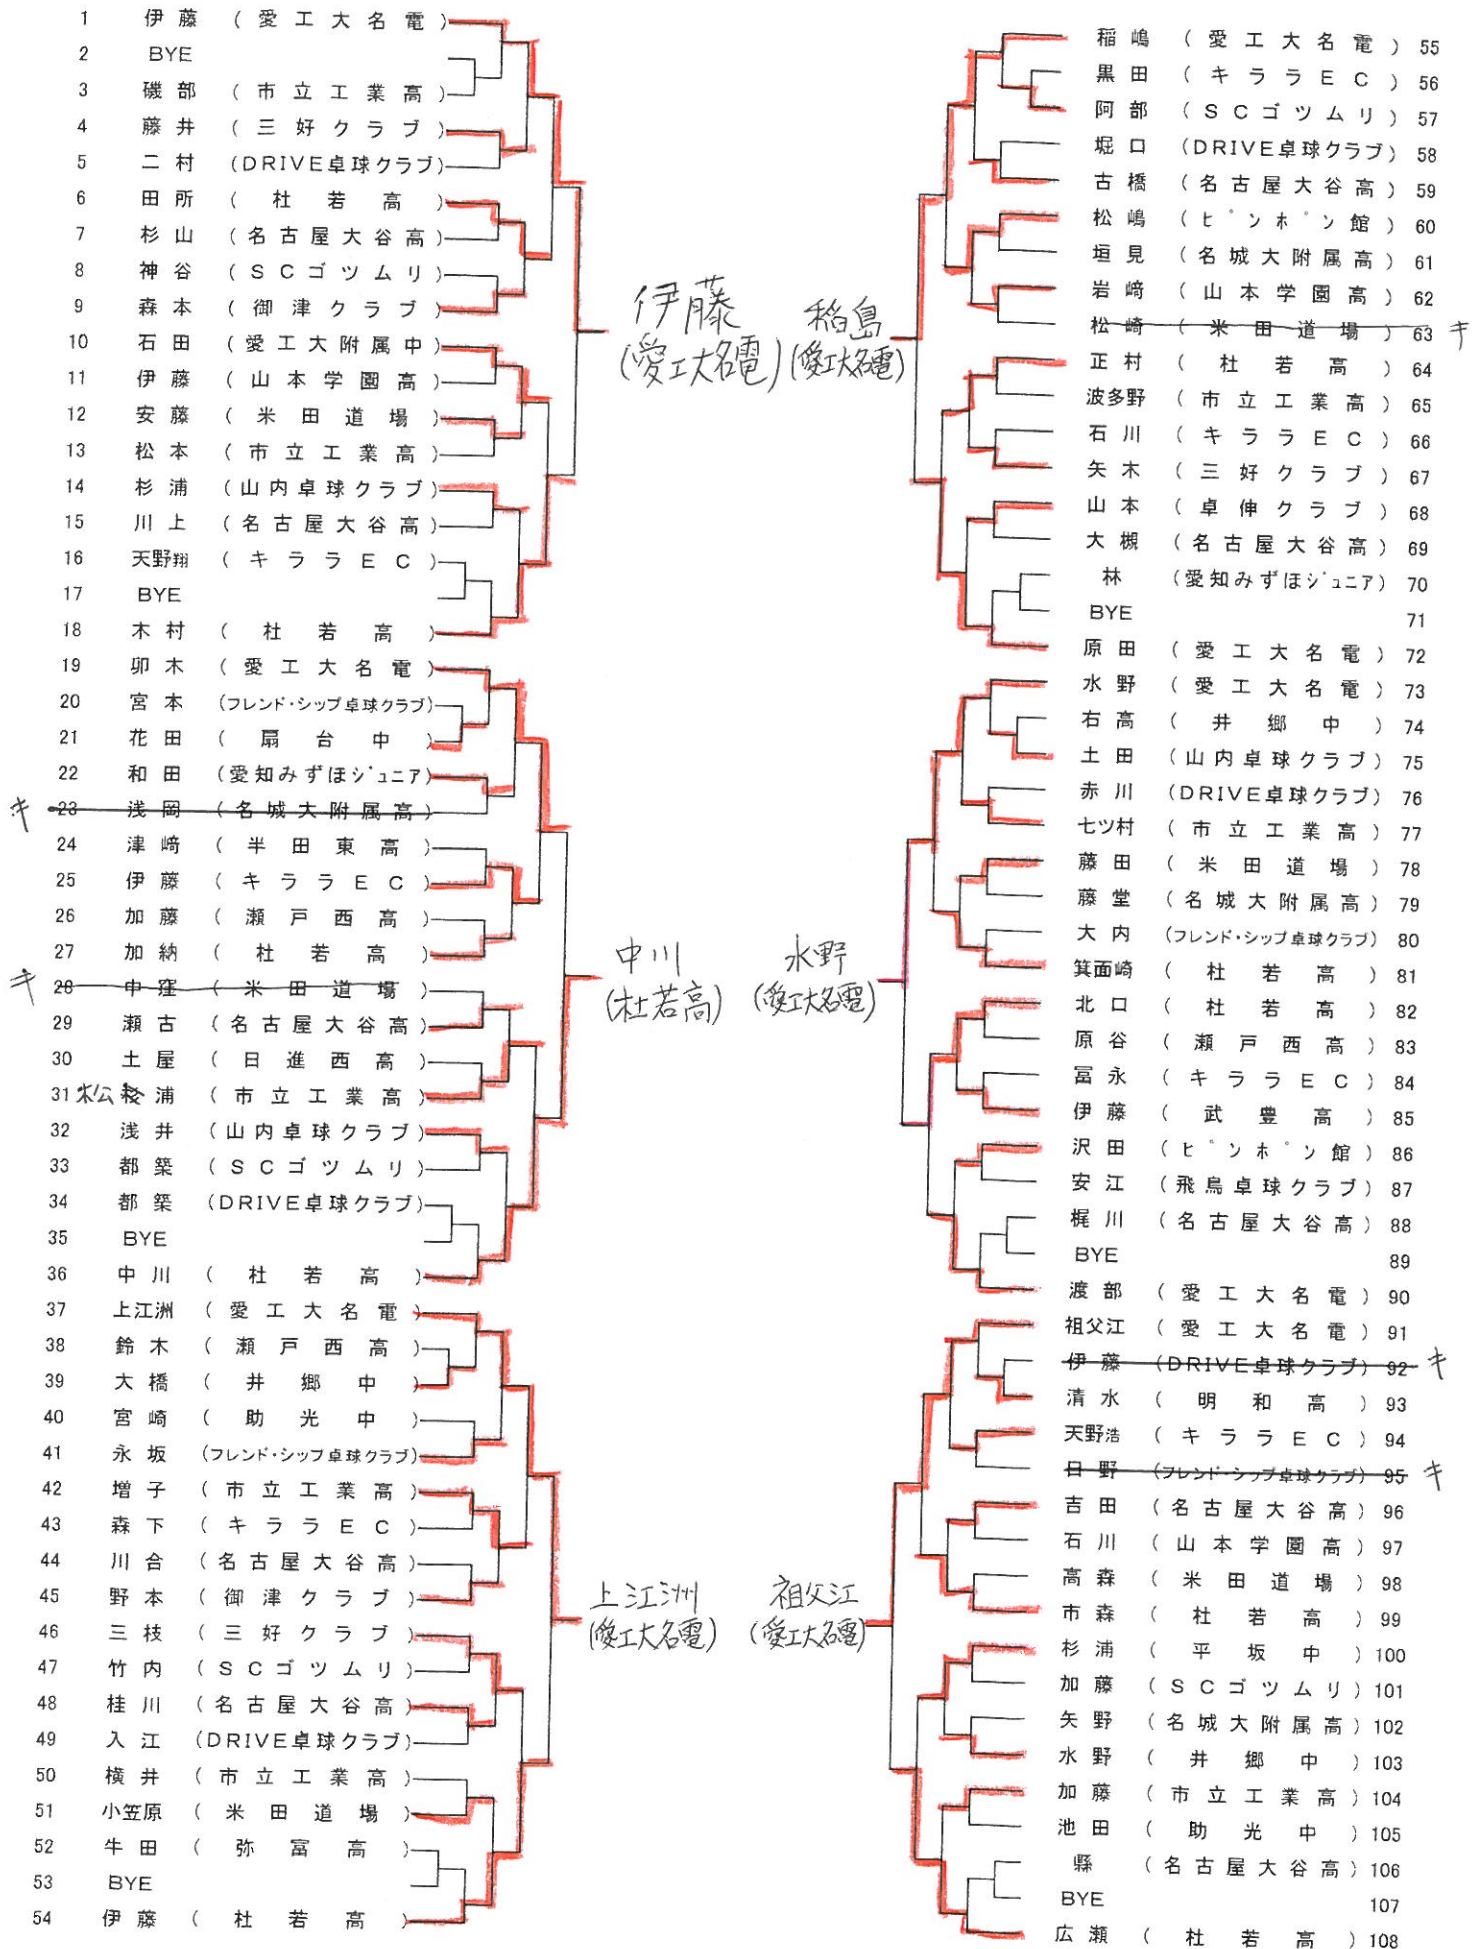 1 伊藤 (愛工大名電)
2 BYE
3 磯部 (市立工業高)
4 藤井 (三好クラブ)
5 二村 (DRIVE卓球クラブ)
6 田所 (杜若高)
7 杉山 (名古屋大谷高)
8 神谷 (SCゴツムリ)
9 森本 (御津クラブ)
10 石田 (愛工大附属中)
11 伊藤 (山本学園高)
12 安藤 (米田道場)
13 松本 (市立工業高)
14 杉浦 (山内卓球クラブ)
15 川上 (名古屋大谷高)
16 天野翔 (キララEC)
17 BYE
18 木村 (杜若高)
19 卯木 (愛工大名電)
20 宮本 (フレンド・シップ卓球クラブ)
21 花田 (扇台中)
22 和田 (愛知みずほジュニア)
キ 23 浅岡 (名城大附属高)
24 津﨑 (半田東高)
25 伊藤 (キララEC)
26 加藤 (瀬戸西高)
27 加納 (杜若高)
キ 28 中窪 (米田道場)
29 瀬古 (名古屋大谷高)
30 土屋 (日進西高)
31 松浦 (市立工業高)
32 浅井 (山内卓球クラブ)
33 都築 (SCゴツムリ)
34 都築 (DRIVE卓球クラブ)
35 BYE
36 中川 (杜若高)
37 上江洲 (愛工大名電)
38 鈴木 (瀬戸西高)
39 大橋 (井郷中)
40 宮崎 (助光中)
41 永坂 (フレンド・シップ卓球クラブ)
42 増子 (市立工業高)
43 森下 (キララEC)
44 川合 (名古屋大谷高)
45 野本 (御津クラブ)
46 三枝 (三好クラブ)
47 竹内 (SCゴツムリ)
48 桂川 (名古屋大谷高)
49 入江 (DRIVE卓球クラブ)
50 横井 (市立工業高)
51 小笠原 (米田道場)
52 牛田 (弥冨高)
53 BYE
54 伊藤 (杜若高)
伊藤
(愛工大名電)
中川
(杜若高)
上江洲
(愛工大名電)
稲島
(愛工大名電)
水野
(愛工大名電)
祖父江
(愛工大名電)
稲嶋 (愛工大名電) 55
黒田 (キララEC) 56
阿部 (SCゴツムリ) 57
堀口 (DRIVE卓球クラブ) 58
古橋 (名古屋大谷高) 59
松嶋 (ピンポン館) 60
垣見 (名城大附属高) 61
岩﨑 (山本学園高) 62
松崎 (米田道場) 63 キ
正村 (杜若高) 64
波多野 (市立工業高) 65
石川 (キララEC) 66
矢木 (三好クラブ) 67
山本 (卓伸クラブ) 68
大槻 (名古屋大谷高) 69
林 (愛知みずほジュニア) 70
BYE 71
原田 (愛工大名電) 72
水野 (愛工大名電) 73
右高 (井郷中) 74
土田 (山内卓球クラブ) 75
赤川 (DRIVE卓球クラブ) 76
七ツ村 (市立工業高) 77
藤田 (米田道場) 78
藤堂 (名城大附属高) 79
大内 (フレンド・シップ卓球クラブ) 80
箕面崎 (杜若高) 81
北口 (杜若高) 82
原谷 (瀬戸西高) 83
冨永 (キララEC) 84
伊藤 (武豊高) 85
沢田 (ピンポン館) 86
安江 (飛鳥卓球クラブ) 87
梶川 (名古屋大谷高) 88
BYE 89
渡部 (愛工大名電) 90
祖父江 (愛工大名電) 91
伊藤 (DRIVE卓球クラブ) 92 キ
清水 (明和高) 93
天野浩 (キララEC) 94
日野 (フレンド・シップ卓球クラブ) 95 キ
吉田 (名古屋大谷高) 96
石川 (山本学園高) 97
高森 (米田道場) 98
市森 (杜若高) 99
杉浦 (平坂中) 100
加藤 (SCゴツムリ) 101
矢野 (名城大附属高) 102
水野 (井郷中) 103
加藤 (市立工業高) 104
池田 (助光中) 105
縣 (名古屋大谷高) 106
BYE 107
広瀬 (杜若高) 108